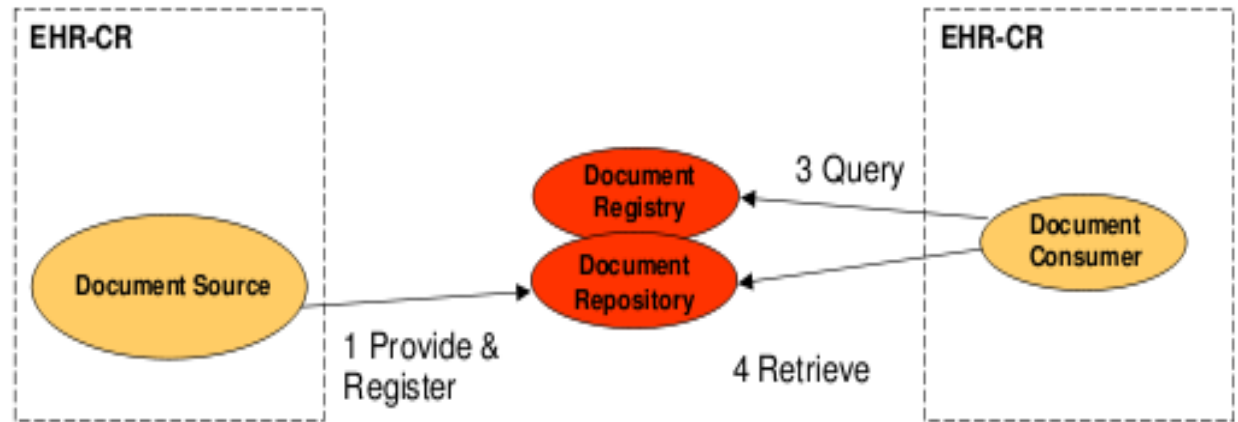 EHR-CR
EHR-CR
Document
Registry
3 Query
Document
Consumer
Document Source
Document
Repository
1 Provide &
Register
4 Retrieve